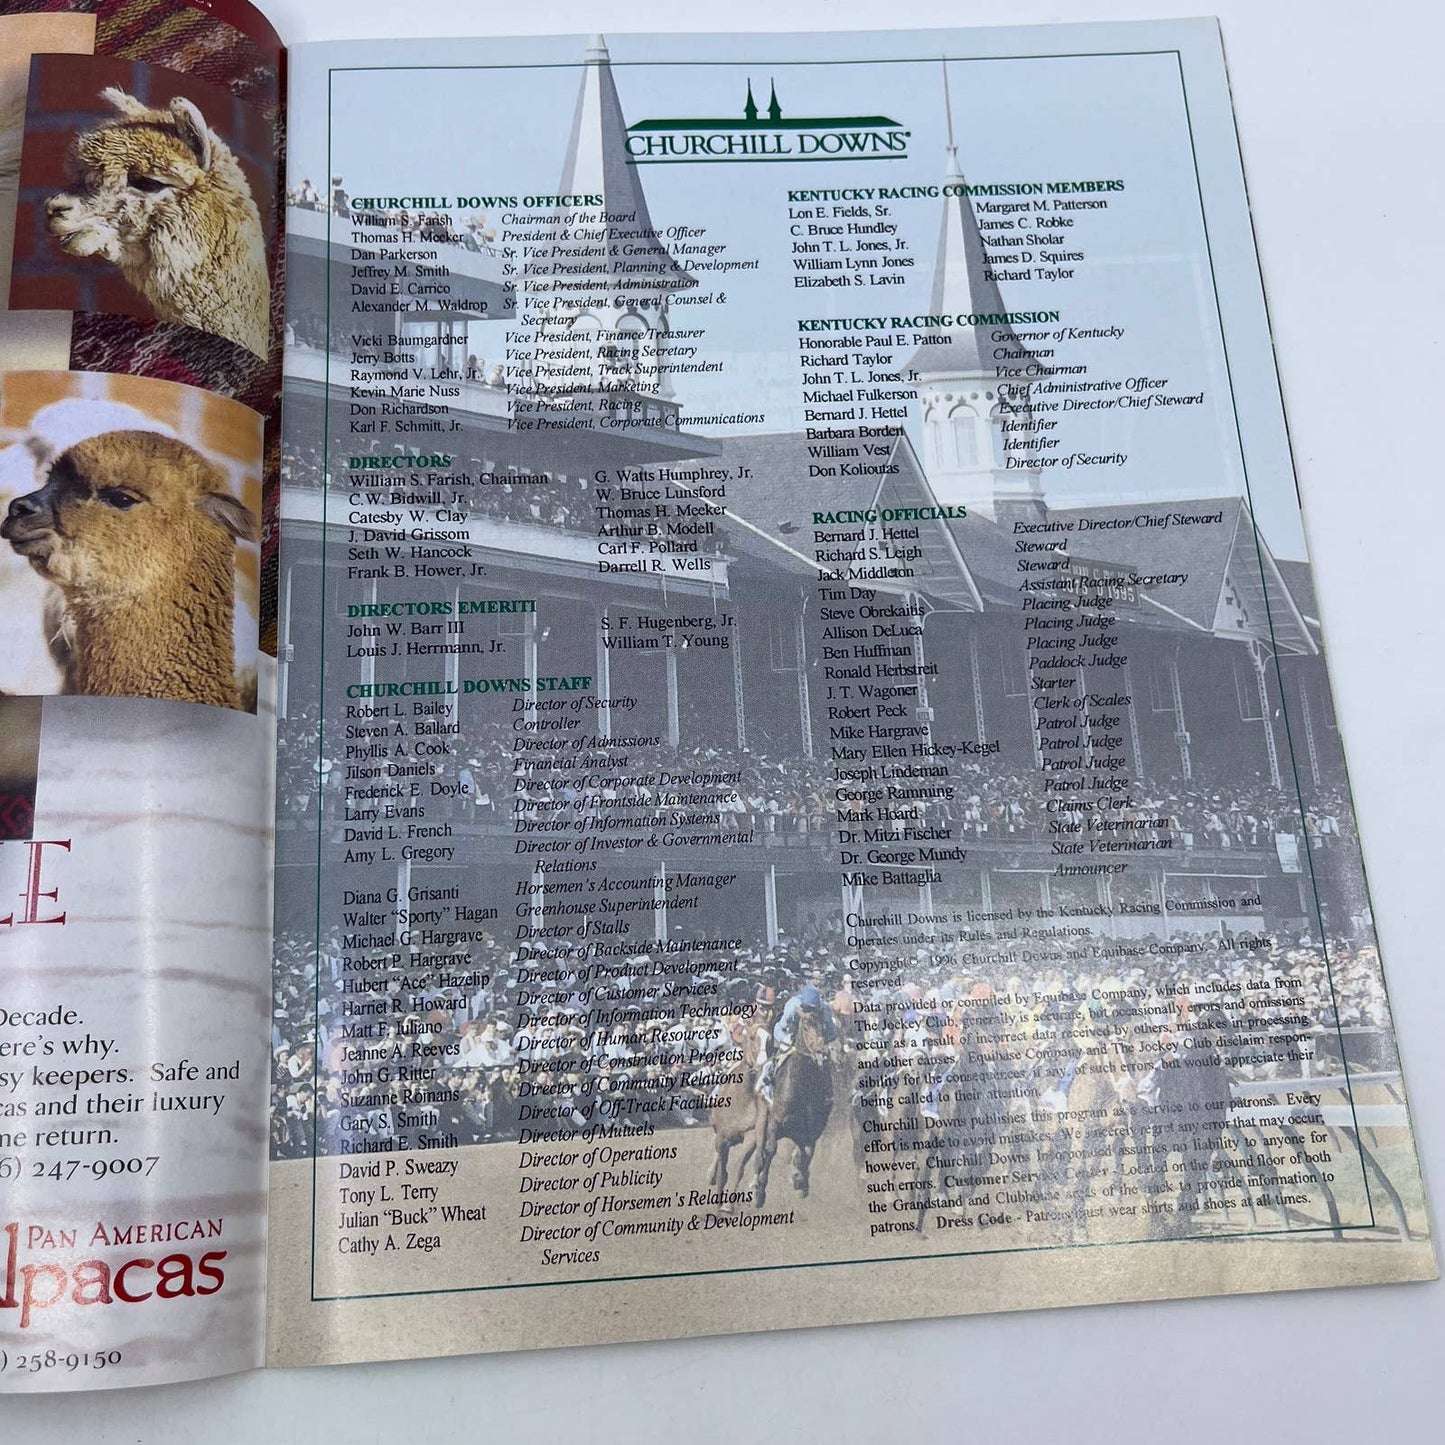 LE
Decade.
ere's why.
sy keepers. Safe and
cas and their luxury
me return.
6) 247-9007
PAN AMERICAN
lpacas
) 258-9150
CHURCHILL DOWNS®
CHURCHILL DOWNS OFFICERS
William S. Farish Chairman of the Board
Thomas H. Meeker President & Chief Executive Officer
Dan Parkerson Sr. Vice President & General Manager
Jeffrey M. Smith Sr. Vice President, Planning & Development
David E. Carrico Sr. Vice President, Administration
Alexander M. Waldrop Sr. Vice President, General Counsel &
Secretary
Vicki Baumgardner Vice President, Finance/Treasurer
Jerry Botts Vice President, Racing Secretary
Raymond V. Lehr, Jr. Vice President, Track Superintendent
Kevin Marie Nuss Vice President, Marketing
Don Richardson Vice President, Racing
Karl F. Schmitt, Jr. Vice President, Corporate Communications
DIRECTORS
William S. Farish, Chairman G. Watts Humphrey, Jr.
C.W. Bidwill, Jr. W. Bruce Lunsford
Catesby W. Clay Thomas H. Meeker
J. David Grissom Arthur B. Modell
Seth W. Hancock Carl F. Pollard
Frank B. Hower, Jr. Darrell R. Wells
DIRECTORS EMERITI
John W. Barr III S. F. Hugenberg, Jr.
Louis J. Herrmann, Jr. William T. Young
CHURCHILL DOWNS STAFF
Robert L. Bailey Director of Security
Steven A. Ballard Controller
Phyllis A. Cook Director of Admissions
Jilson Daniels Financial Analyst
Frederick E. Doyle Director of Corporate Development
Larry Evans Director of Frontside Maintenance
David L. French Director of Information Systems
Amy L. Gregory Director of Investor & Governmental
Relations
Diana G. Grisanti Horsemen's Accounting Manager
Walter "Sporty" Hagan Greenhouse Superintendent
Michael G. Hargrave Director of Stalls
Robert P. Hargrave Director of Backside Maintenance
Hubert "Ace" Hazelip Director of Product Development
Harriet R. Howard Director of Customer Services
Matt F. Iuliano Director of Information Technology
Jeanne A. Reeves Director of Human Resources
John G. Ritter Director of Construction Projects
Suzanne Romans Director of Community Relations
Gary S. Smith Director of Off-Track Facilities
Richard E. Smith Director of Mutuels
David P. Sweazy Director of Operations
Tony L. Terry Director of Publicity
Julian "Buck" Wheat Director of Horsemen's Relations
Cathy A. Zega Director of Community & Development
Services
KENTUCKY RACING COMMISSION MEMBERS
Lon E. Fields, Sr. Margaret M. Patterson
C. Bruce Hundley James C. Robke
John T. L. Jones, Jr. Nathan Sholar
William Lynn Jones James D. Squires
Elizabeth S. Lavin Richard Taylor
KENTUCKY RACING COMMISSION
Honorable Paul E. Patton Governor of Kentucky
Richard Taylor Chairman
John T. L. Jones, Jr. Vice Chairman
Michael Fulkerson Chief Administrative Officer
Bernard J. Hettel Executive Director/Chief Steward
Barbara Borden Identifier
William Vest Identifier
Don Kolioutas Director of Security
RACING OFFICIALS
Bernard J. Hettel Executive Director/Chief Steward
Richard S. Leigh Steward
Jack Middleton Steward
Tim Day Assistant Racing Secretary
Steve Obrekaitis Placing Judge
Allison DeLuca Placing Judge
Ben Huffman Placing Judge
Ronald Herbstreit Paddock Judge
J. T. Wagoner Starter
Robert Peck Clerk of Scales
Mike Hargrave Patrol Judge
Mary Ellen Hickey-Kegel Patrol Judge
Joseph Lindeman Patrol Judge
George Ramming Patrol Judge
Mark Hoard Claims Clerk
Dr. Mitzi Fischer State Veterinarian
Dr. George Mundy State Veterinarian
Mike Battaglia Announcer
Churchill Downs is licensed by the Kentucky Racing Commission and
Operates under its Rules and Regulations.
Copyright© 1996 Churchill Downs and Equibase Company. All rights
reserved.
Data provided or compiled by Equibase Company, which includes data from
The Jockey Club, generally is accurate, but occasionally errors and omissions
occur as a result of incorrect data received by others, mistakes in processing
and other causes. Equibase Company and The Jockey Club disclaim respon-
sibility for the consequences, if any, of such errors, but would appreciate their
being called to their attention.
Churchill Downs publishes this program as a service to our patrons. Every
effort is made to avoid mistakes. We sincerely regret any error that may occur;
however, Churchill Downs Incorporated assumes no liability to anyone for
such errors. Customer Service Center - Located on the ground floor of both
the Grandstand and Clubhouse areas of the track to provide information to
patrons. Dress Code - Patrons must wear shirts and shoes at all times.